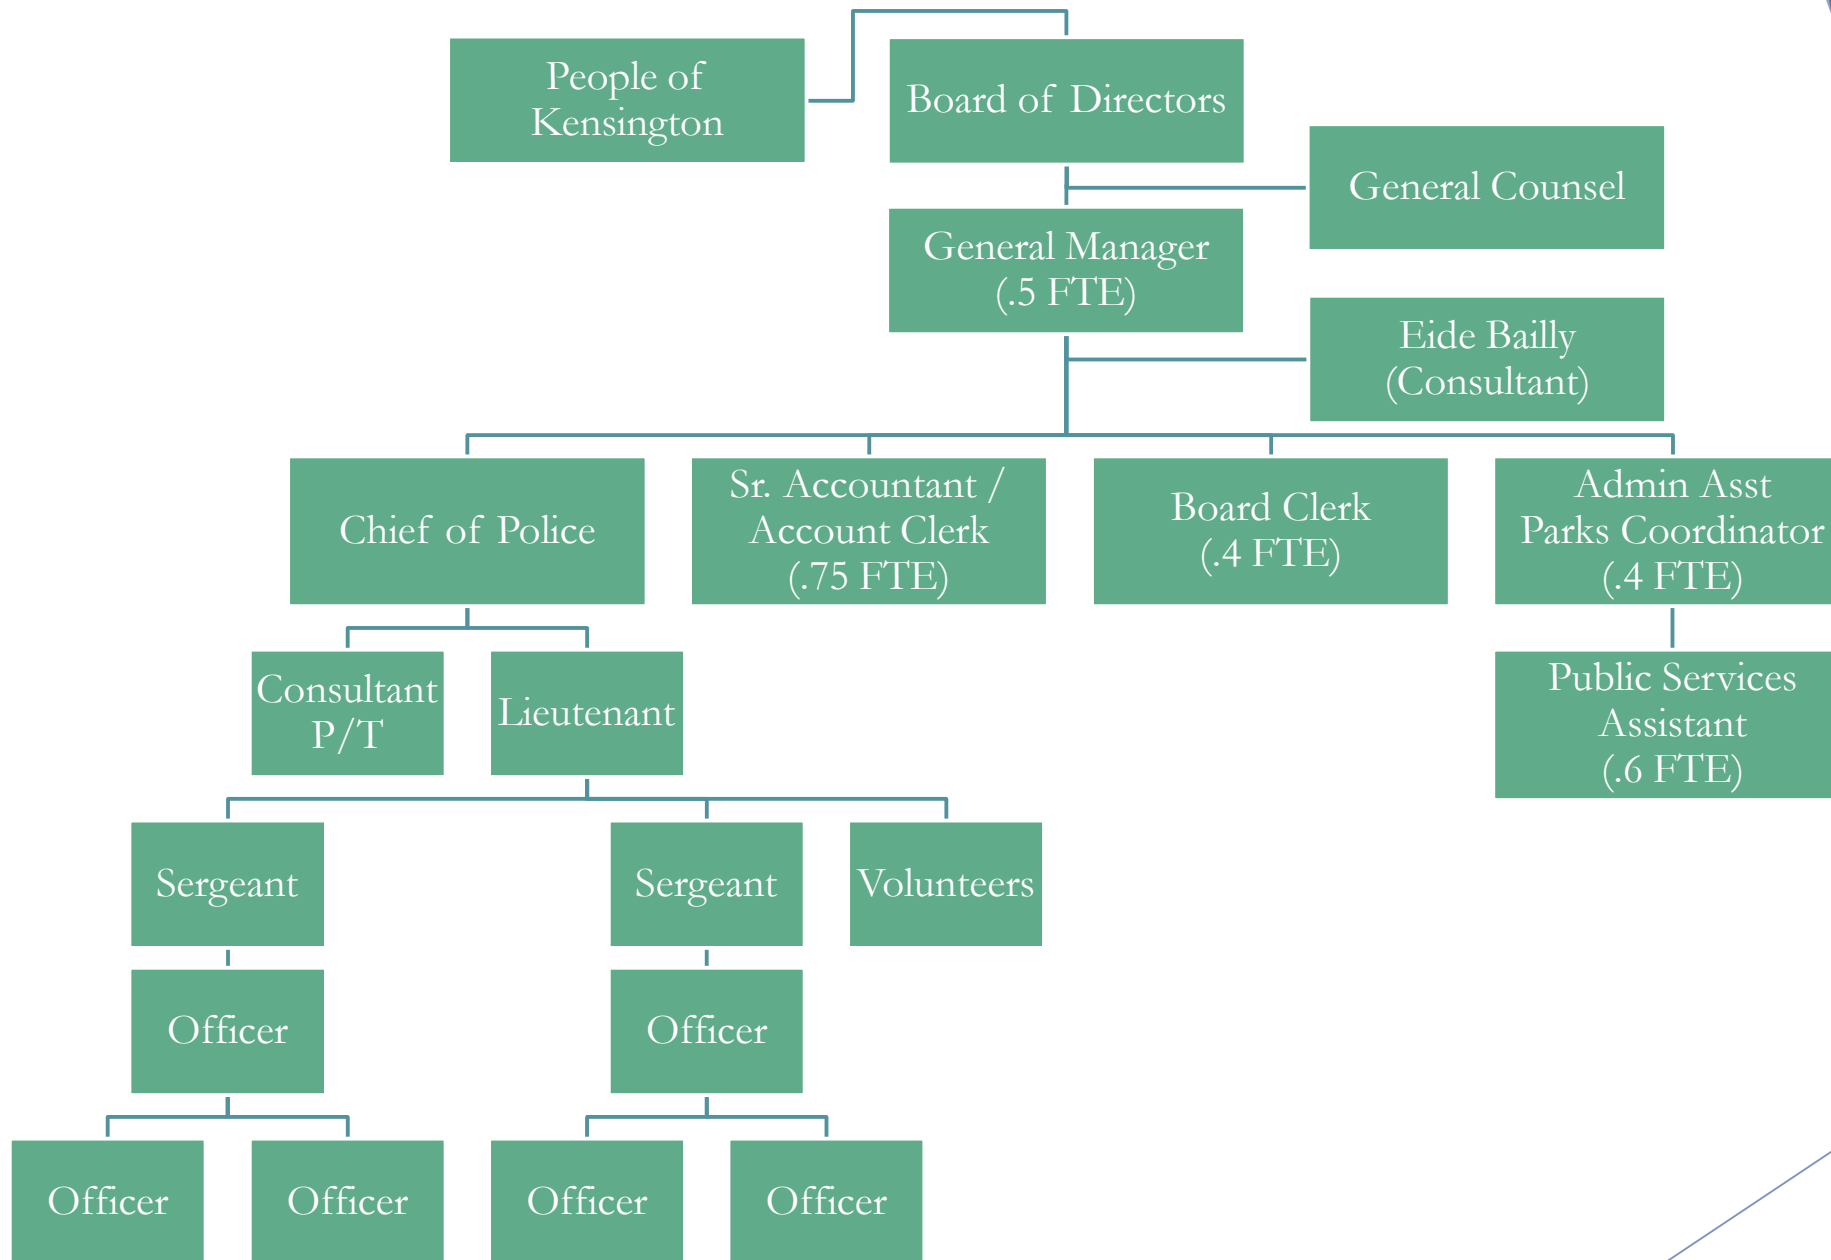 People of
Kensington
Board of Directors
General Counsel
General Manager
(.5 FTE)
Eide Bailly
(Consultant)
Chief of Police
Sr. Accountant /
Account Clerk
(.75 FTE)
Board Clerk
(.4 FTE)
Admin Asst
Parks Coordinator
(.4 FTE)
Consultant
P/T
Lieutenant
Public Services
Assistant
(.6 FTE)
Sergeant
Sergeant
Volunteers
Officer
Officer
Officer
Officer
Officer
Officer